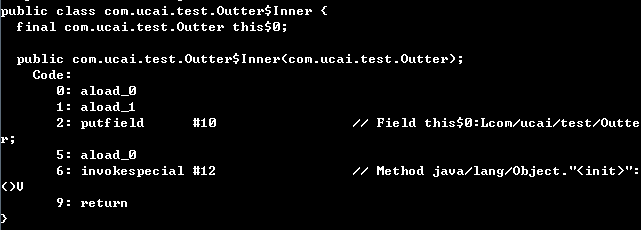 public class com.ucai.test.Outter$Inner {
  final com.ucai.test.Outter this$0;
  public com.ucai.test.Outter$Inner(com.ucai.test.Outter);
    Code:
       0: aload_0
       1: aload_1
       2: putfield      #10                 // Field this$0:Lcom/ucai/test/Outte
r;
       5: aload_0
       6: invokespecial #12                 // Method java/lang/Object."<init>":
()V
       9: return
}